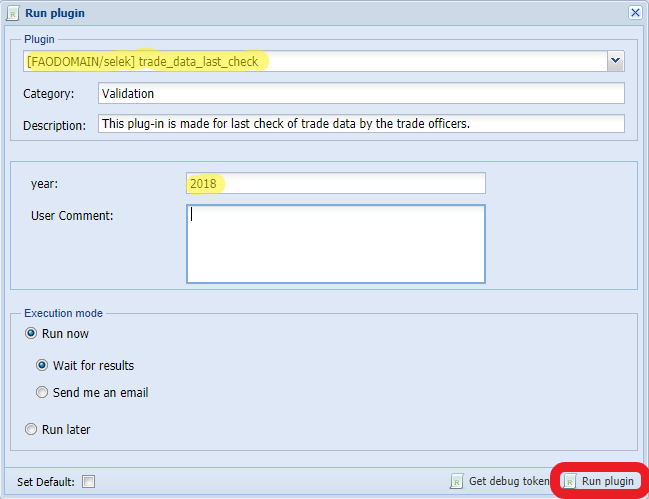 Run plugin
Plugin
[FAODOMAIN/selek] trade_data_last_check
Category: Validation
Description: This plug-in is made for last check of trade data by the trade officers.
year: 2018
User Comment:
Execution mode
Run now
Wait for results
Send me an email
Run later
Set Default: Get debug token Run plugin